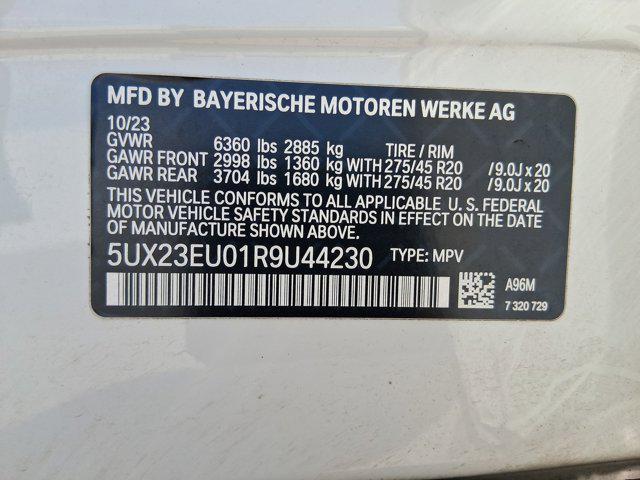 MFD BY BAYERISCHE MOTOREN WERKE AG
10/23
GVWR 6360 lbs 2885 kg TIRE / RIM
GAWR FRONT 2998 lbs 1360 kg WITH 275/45 R20 /9.0J x 20
GAWR REAR 3704 lbs 1680 kg WITH 275/45 R20 /9.0J x 20
THIS VEHICLE CONFORMS TO ALL APPLICABLE U. S. FEDERAL
MOTOR VEHICLE SAFETY STANDARDS IN EFFECT ON THE DATE OF
MANUFACTURE SHOWN ABOVE.
5UX23EU01R9U44230 TYPE: MPV
A96M
7 320 729